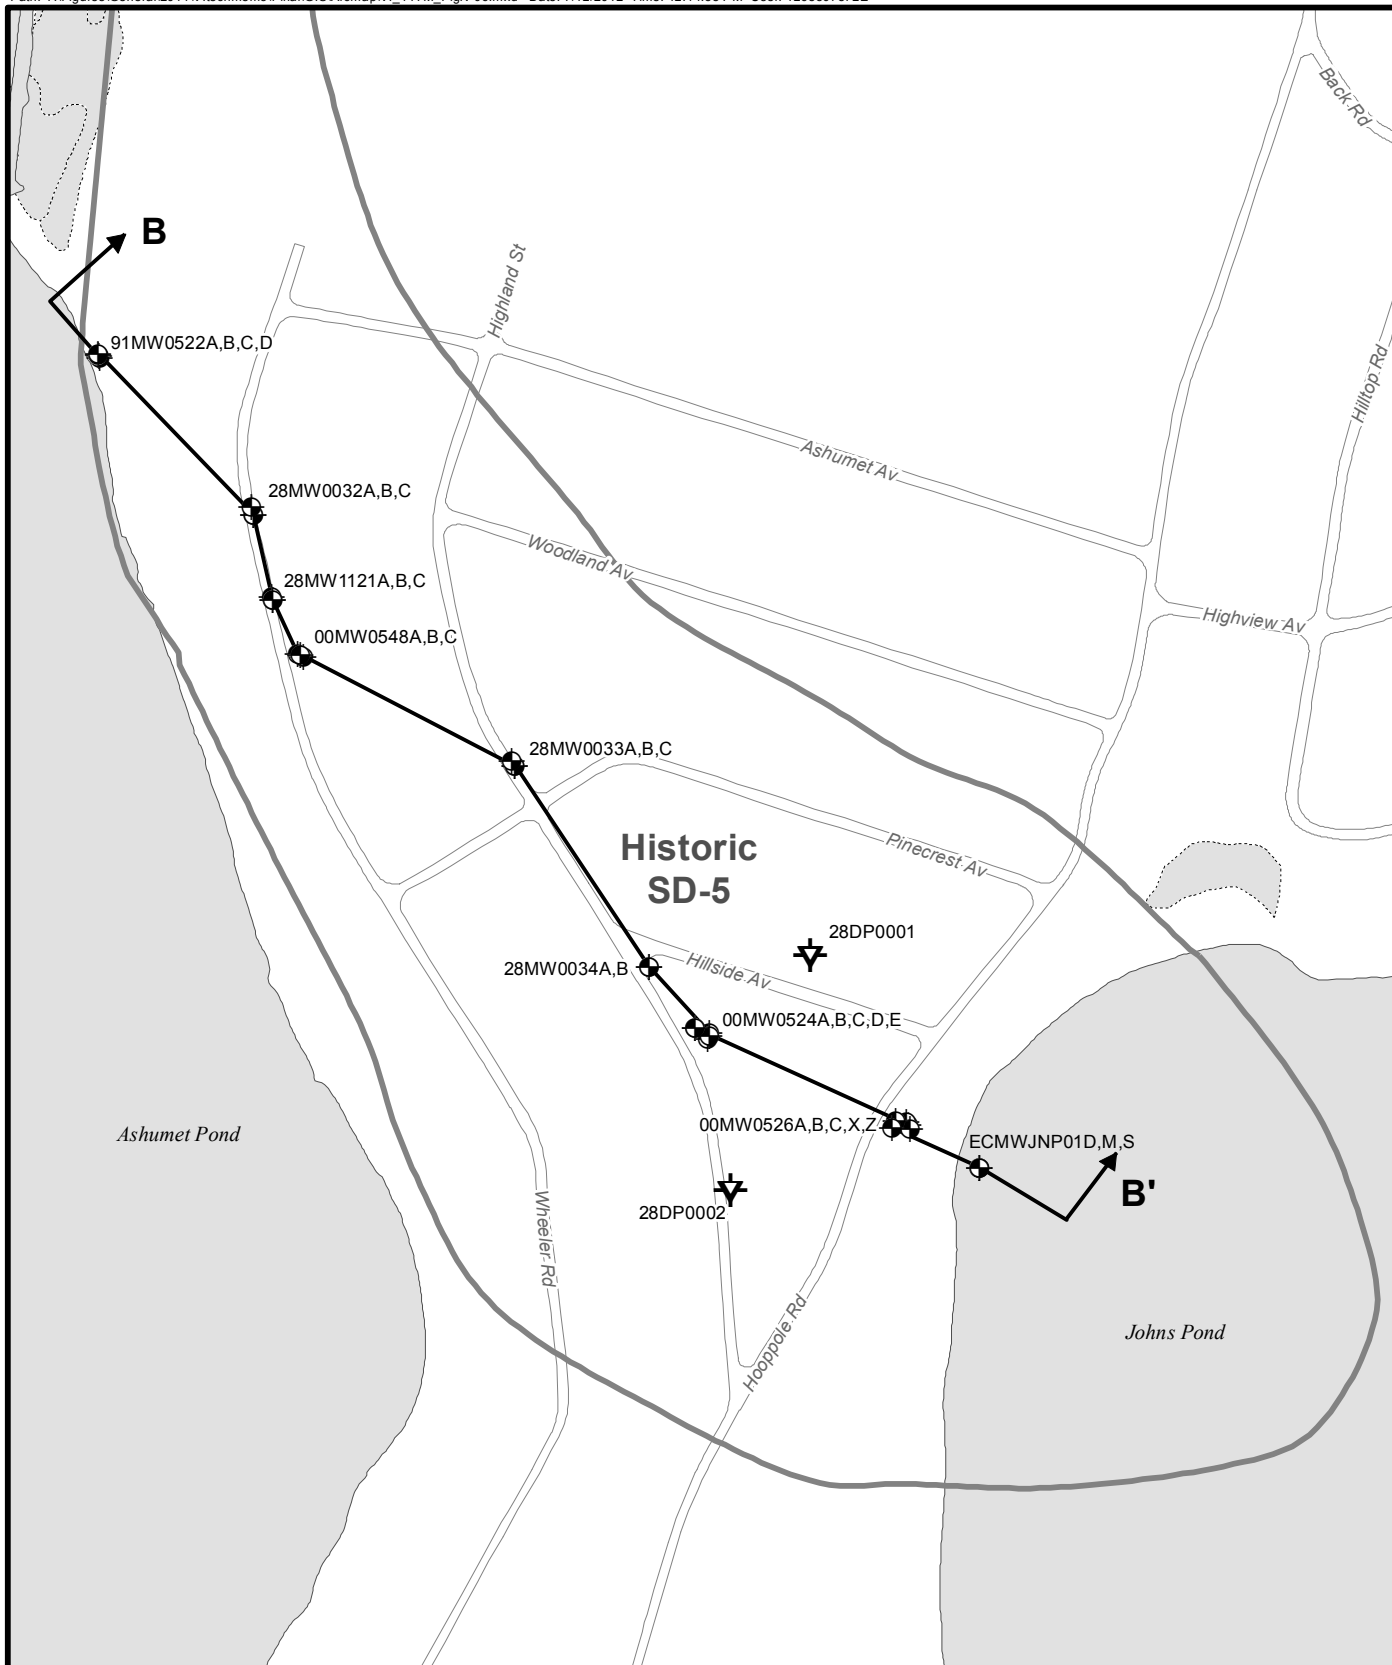 Back Rd
B
Highland St
91MW0522A,B,C,D
Hilltop Rd
Ashumet Av
28MW0032A,B,C
Woodland Av
28MW1121A,B,C
Highview Av
00MW0548A,B,C
28MW0033A,B,C
Historic
SD-5
Pinecrest Av
28DP0001
28MW0034A,B
Hillside Av
00MW0524A,B,C,D,E
00MW0526A,B,C,X,Z
Ashumet Pond
ECMWJNP01D,M,S
B'
28DP0002
Wheeler Rd
Hooppole Rd
Johns Pond